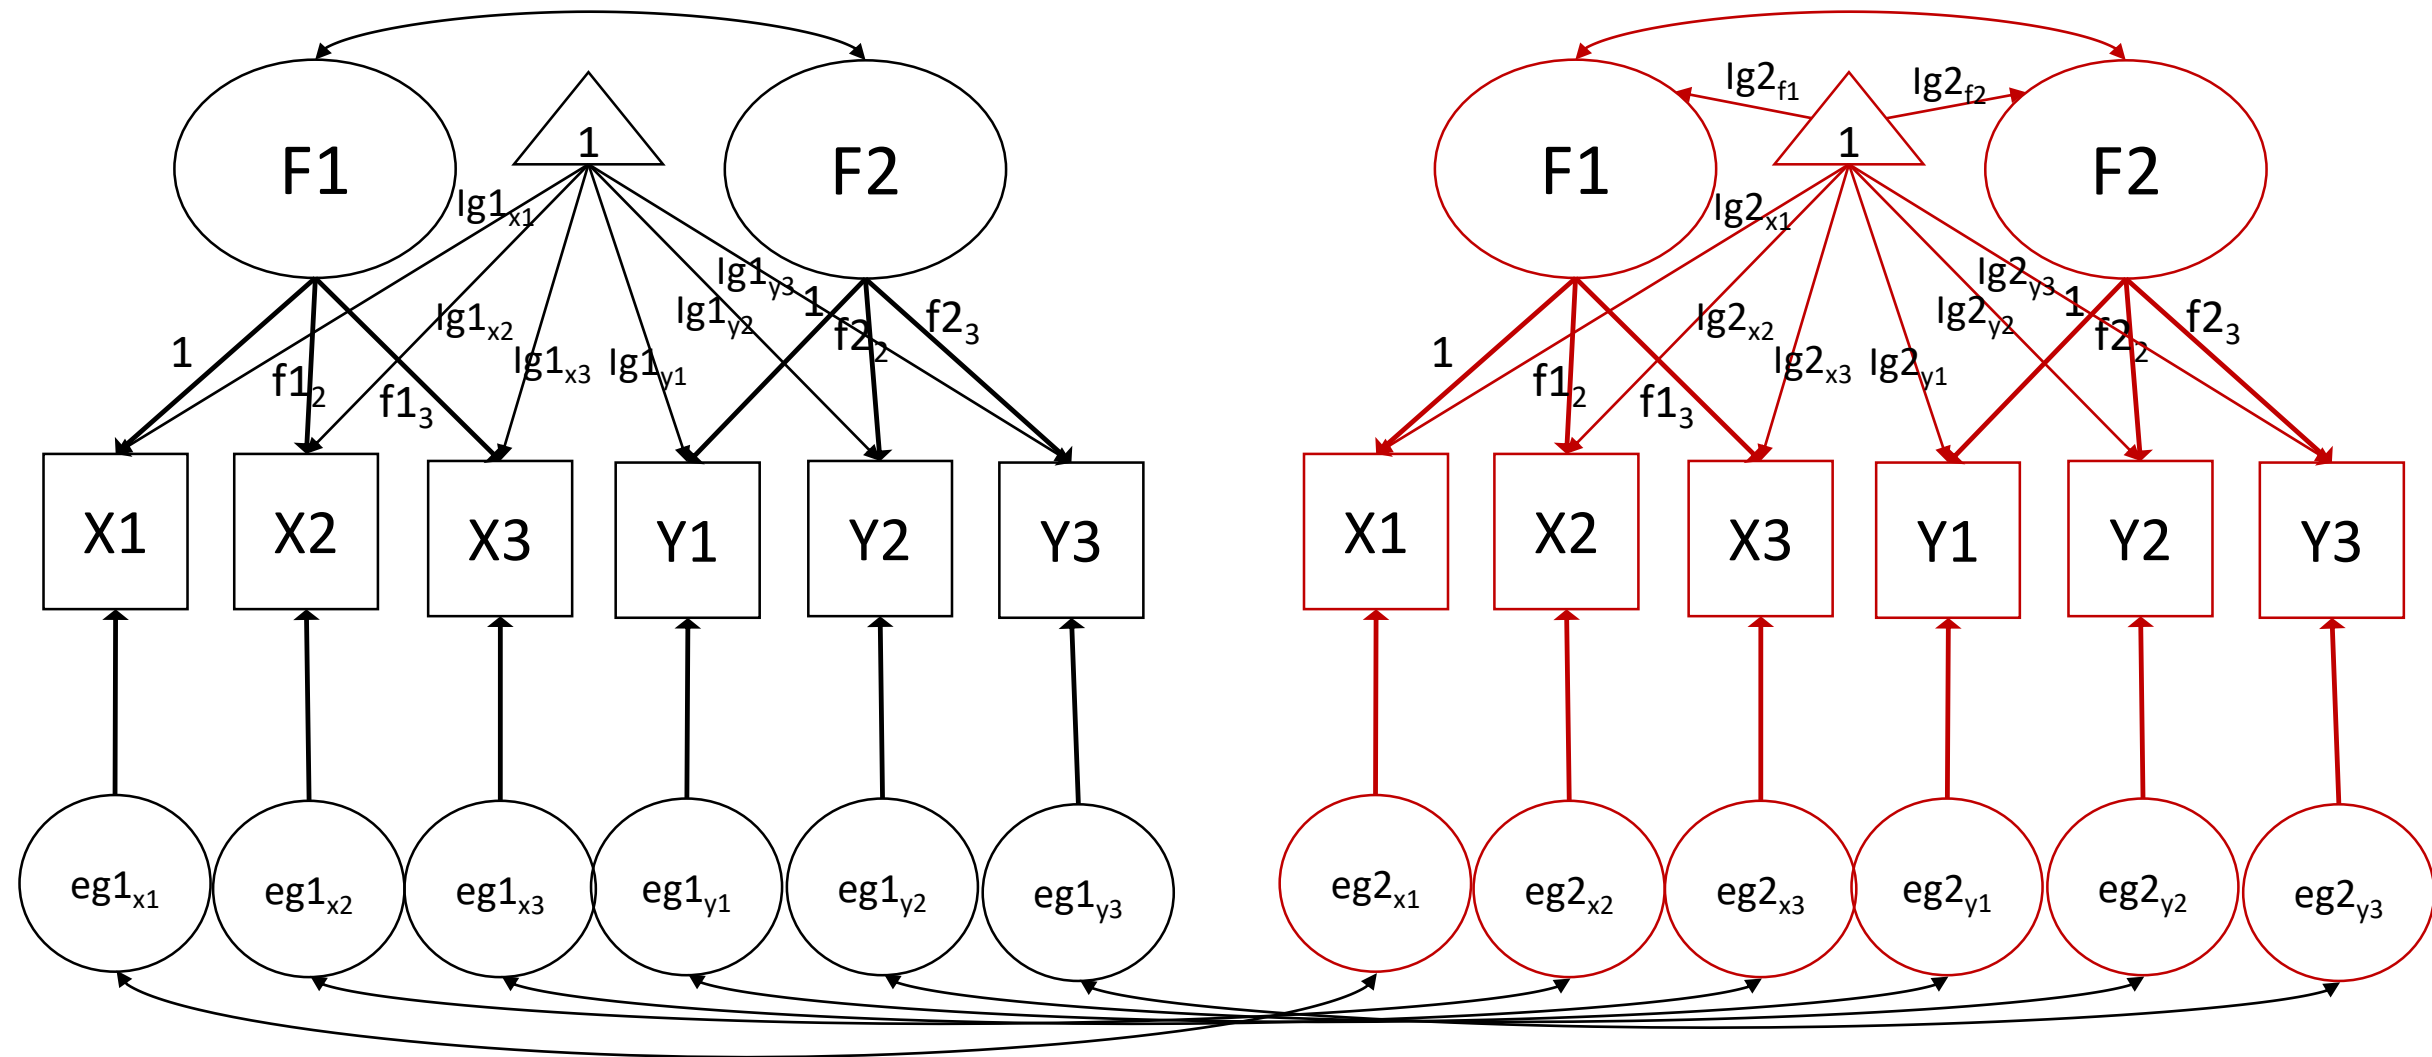 F1 1 F2
Ig1x1
Ig1y3 1
Ig1x2 Ig1y2 f22 f23
1 Ig1x3 Ig1y1
f12 f13
X1 X2 X3 Y1 Y2 Y3
eg1x1 eg1x2 eg1x3 eg1y1 eg1y2 eg1y3
Ig2f1 Ig2f2
F1 1 F2
Ig2x1
Ig2y3 1
Ig2x2 Ig2y2 f22 f23
1 Ig2x3 Ig2y1
f12 f13
X1 X2 X3 Y1 Y2 Y3
eg2x1 eg2x2 eg2x3 eg2y1 eg2y2 eg2y3